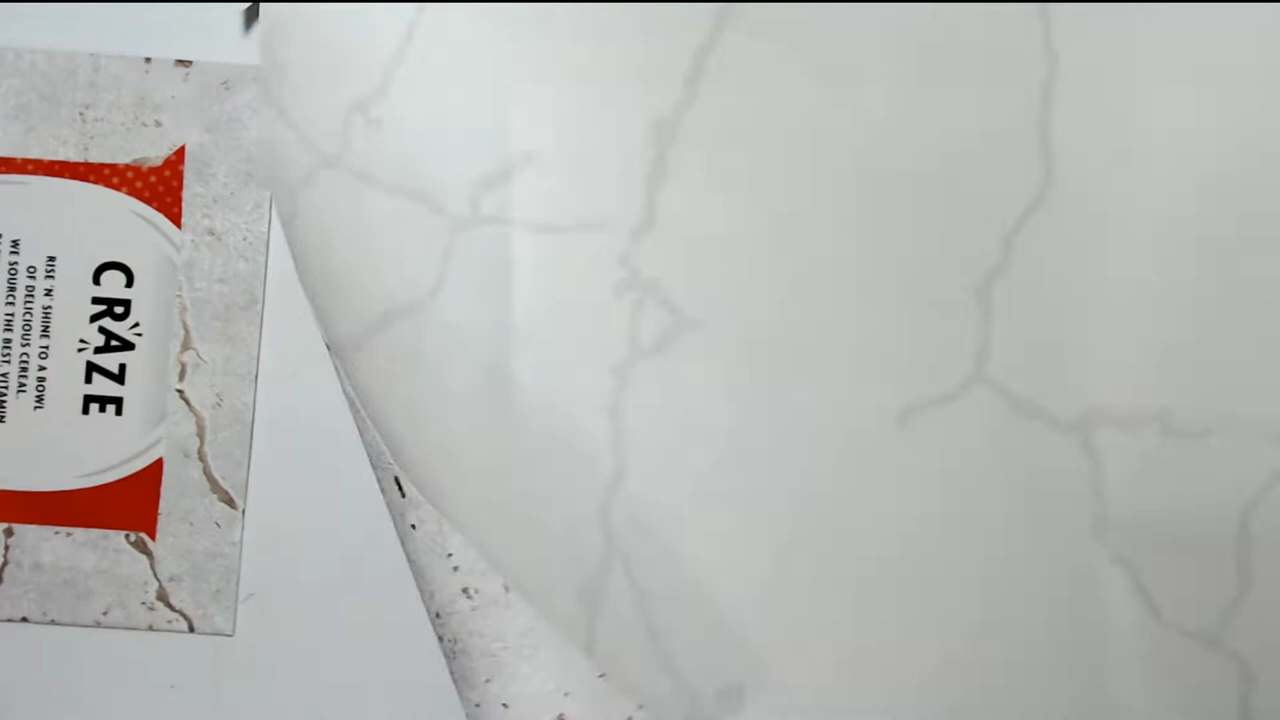 CRAZE
RISE 'N' SHINE TO A BOWL
OF DELICIOUS CEREAL.
WE SOURCE THE BEST, VITAMIN